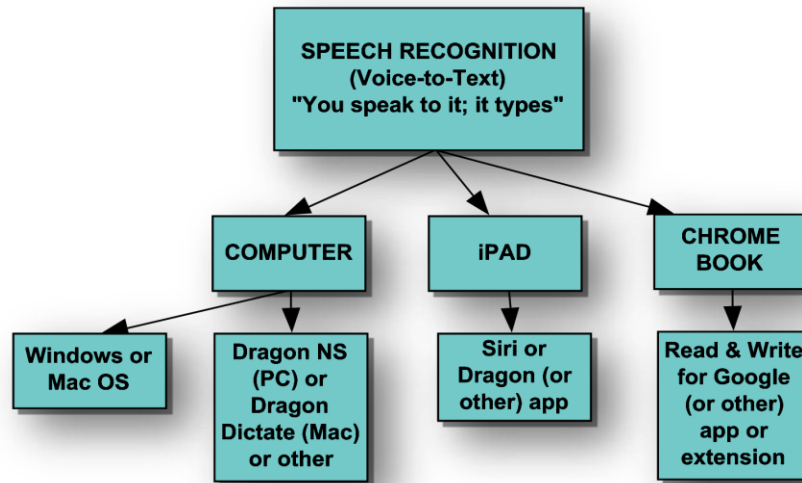 SPEECH RECOGNITION
(Voice-to-Text)
"You speak to it; it types"
COMPUTER
iPAD
CHROME
BOOK
Windows or
Mac OS
Dragon NS
(PC) or
Dragon
Dictate (Mac)
or other
Siri or
Dragon (or
other) app
Read & Write
for Google
(or other)
app or
extension